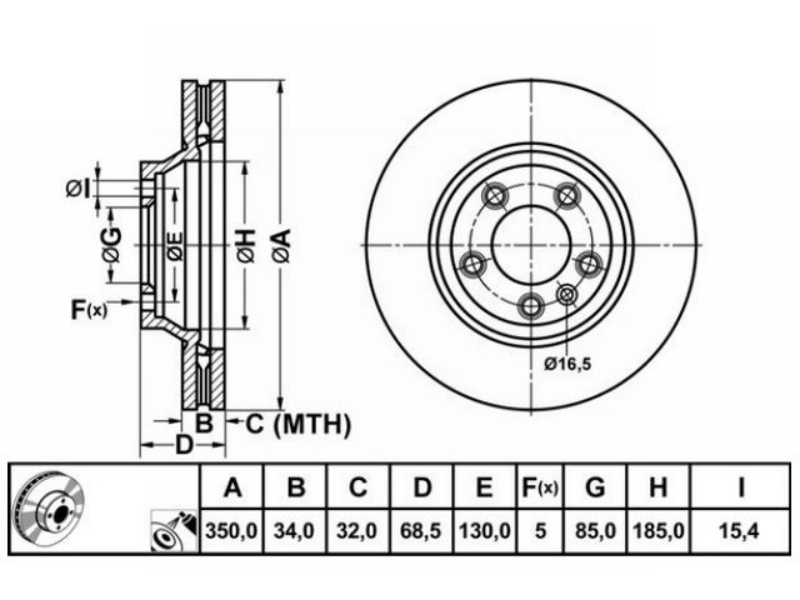 ØI
ØG
ØE
ØH
ØA
F(x)
Ø16,5
B
C (MTH)
D
A B C D E F(x) G H I
350,0 34,0 32,0 68,5 130,0 5 85,0 185,0 15,4